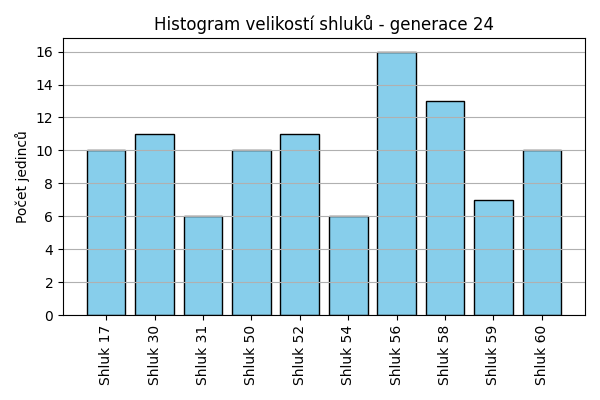 Histogram velikostí shluků - generace 24
Počet jedinců
16
14
12
10
8
6
4
2
0
Shluk 17
Shluk 30
Shluk 31
Shluk 50
Shluk 52
Shluk 54
Shluk 56
Shluk 58
Shluk 59
Shluk 60